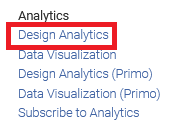 Analytics
Design Analytics
Data Visualization
Design Analytics (Primo)
Data Visualization (Primo)
Subscribe to Analytics